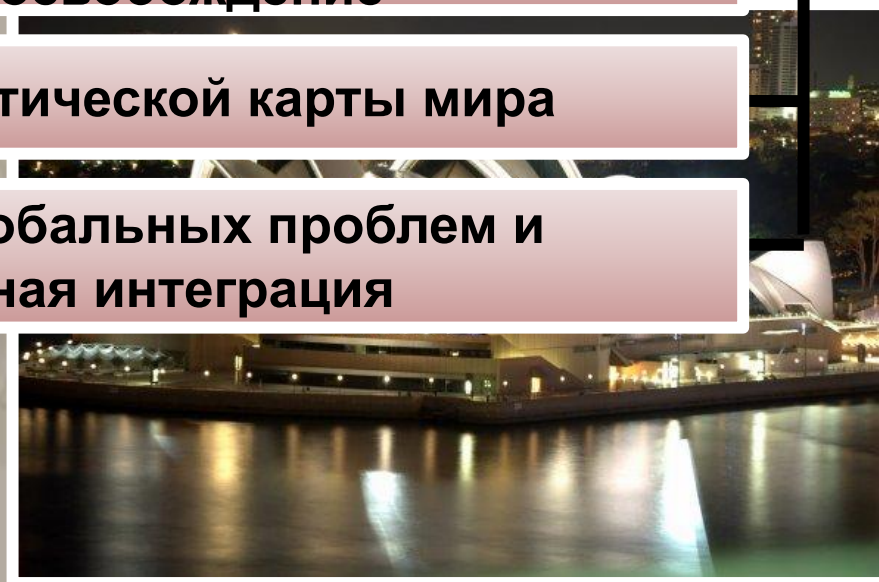 тической карты мира
обальных проблем и
ная интеграция